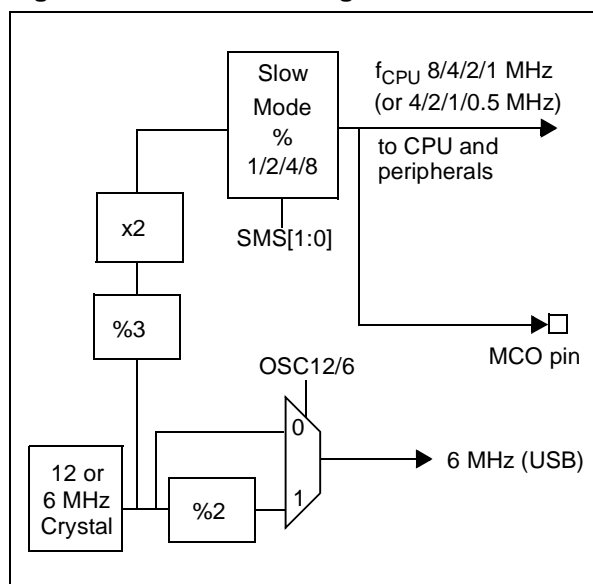 Slow
Mode
%
1/2/4/8
fCPU 8/4/2/1 MHz
(or 4/2/1/0.5 MHz)
to CPU and
peripherals
x2
SMS[1:0]
%3
MCO pin
OSC12/6
0
12 or
6 MHz
Crystal
%2
1
6 MHz (USB)